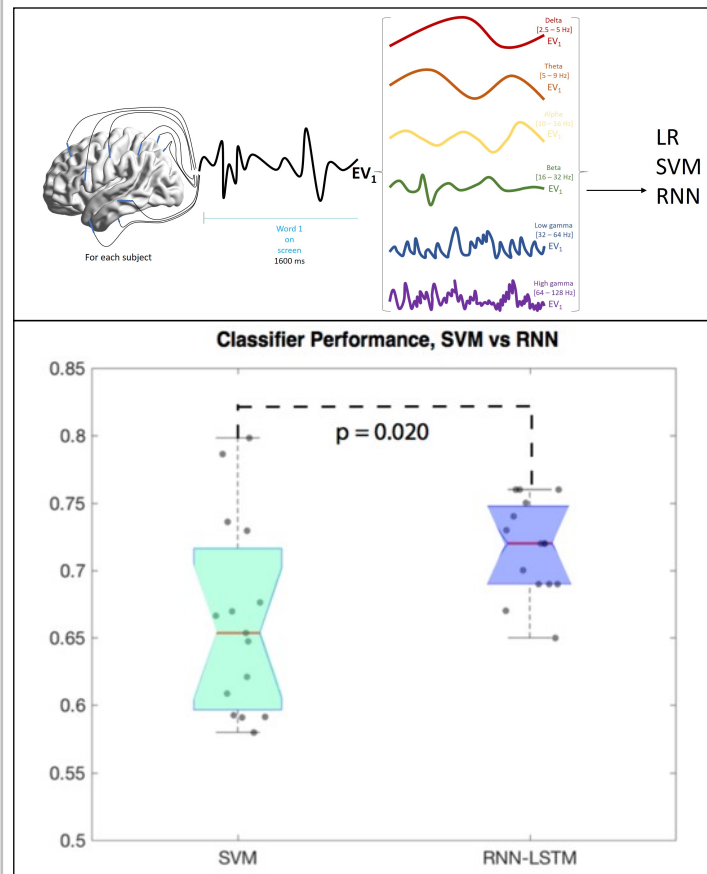 Delta
[2.5 – 5 Hz]
EV1
Theta
[5 – 9 Hz]
EV1
Alpha
[10 – 16 Hz]
EV1
Beta
[16 – 32 Hz]
EV1
Low gamma
[32 – 64 Hz]
EV1
High gamma
[64 – 128 Hz]
EV1
EV1
Word 1
on
screen
1600 ms
For each subject
LR
SVM
RNN
Classifier Performance, SVM vs RNN
0.85
0.8
0.75
0.7
0.65
0.6
0.55
0.5
p = 0.020
SVM
RNN-LSTM